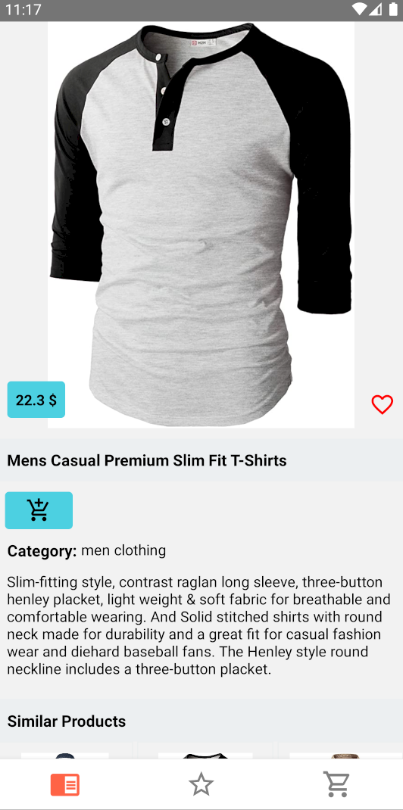 11:17
22.3 $
Mens Casual Premium Slim Fit T-Shirts
Category: men clothing
Slim-fitting style, contrast raglan long sleeve, three-button
henley placket, light weight & soft fabric for breathable and
comfortable wearing. And Solid stitched shirts with round
neck made for durability and a great fit for casual fashion
wear and diehard baseball fans. The Henley style round
neckline includes a three-button placket.
Similar Products